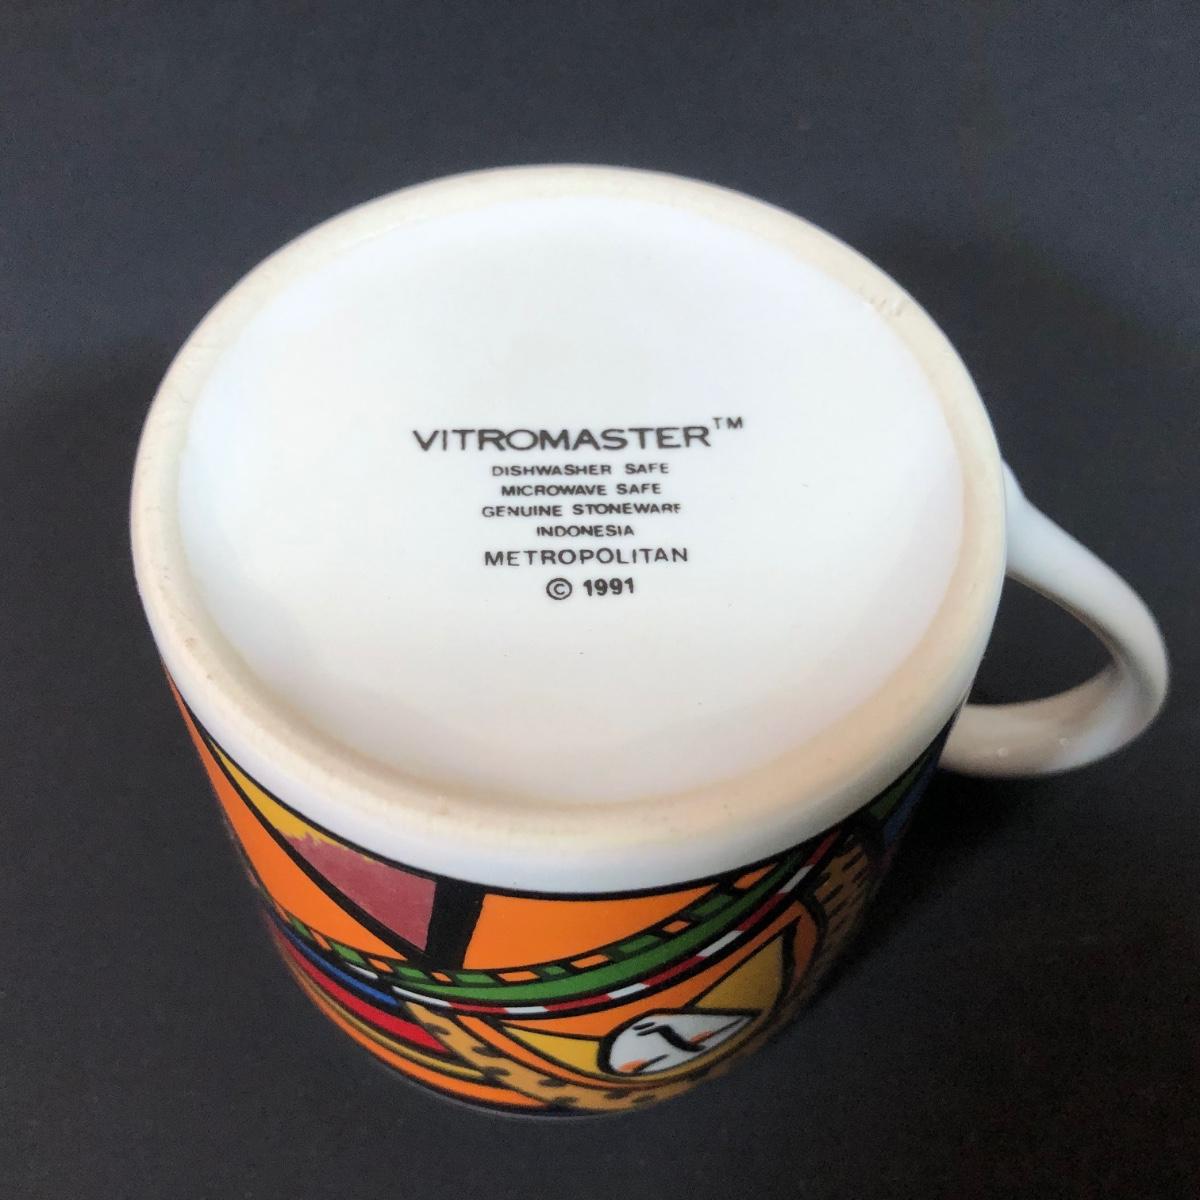 VITROMASTER™
DISHWASHER SAFE
MICROWAVE SAFE
GENUINE STONEWARE
INDONESIA
METROPOLITAN
© 1991